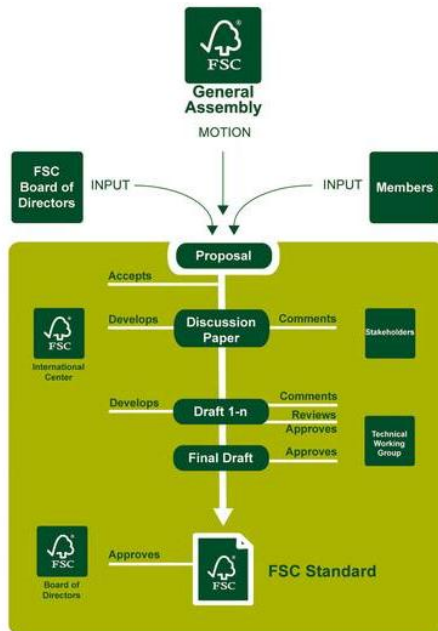 FSC
General
Assembly
MOTION
FSC
Board of
Directors
INPUT
INPUT
Members
Proposal
Accepts
Develops
Discussion
Paper
Comments
Stakeholders
FSC
International
Center
Develops
Draft 1-n
Comments
Reviews
Approves
Technical
Working
Group
Final Draft
Approves
FSC
Board of
Directors
Approves
FSC
FSC Standard